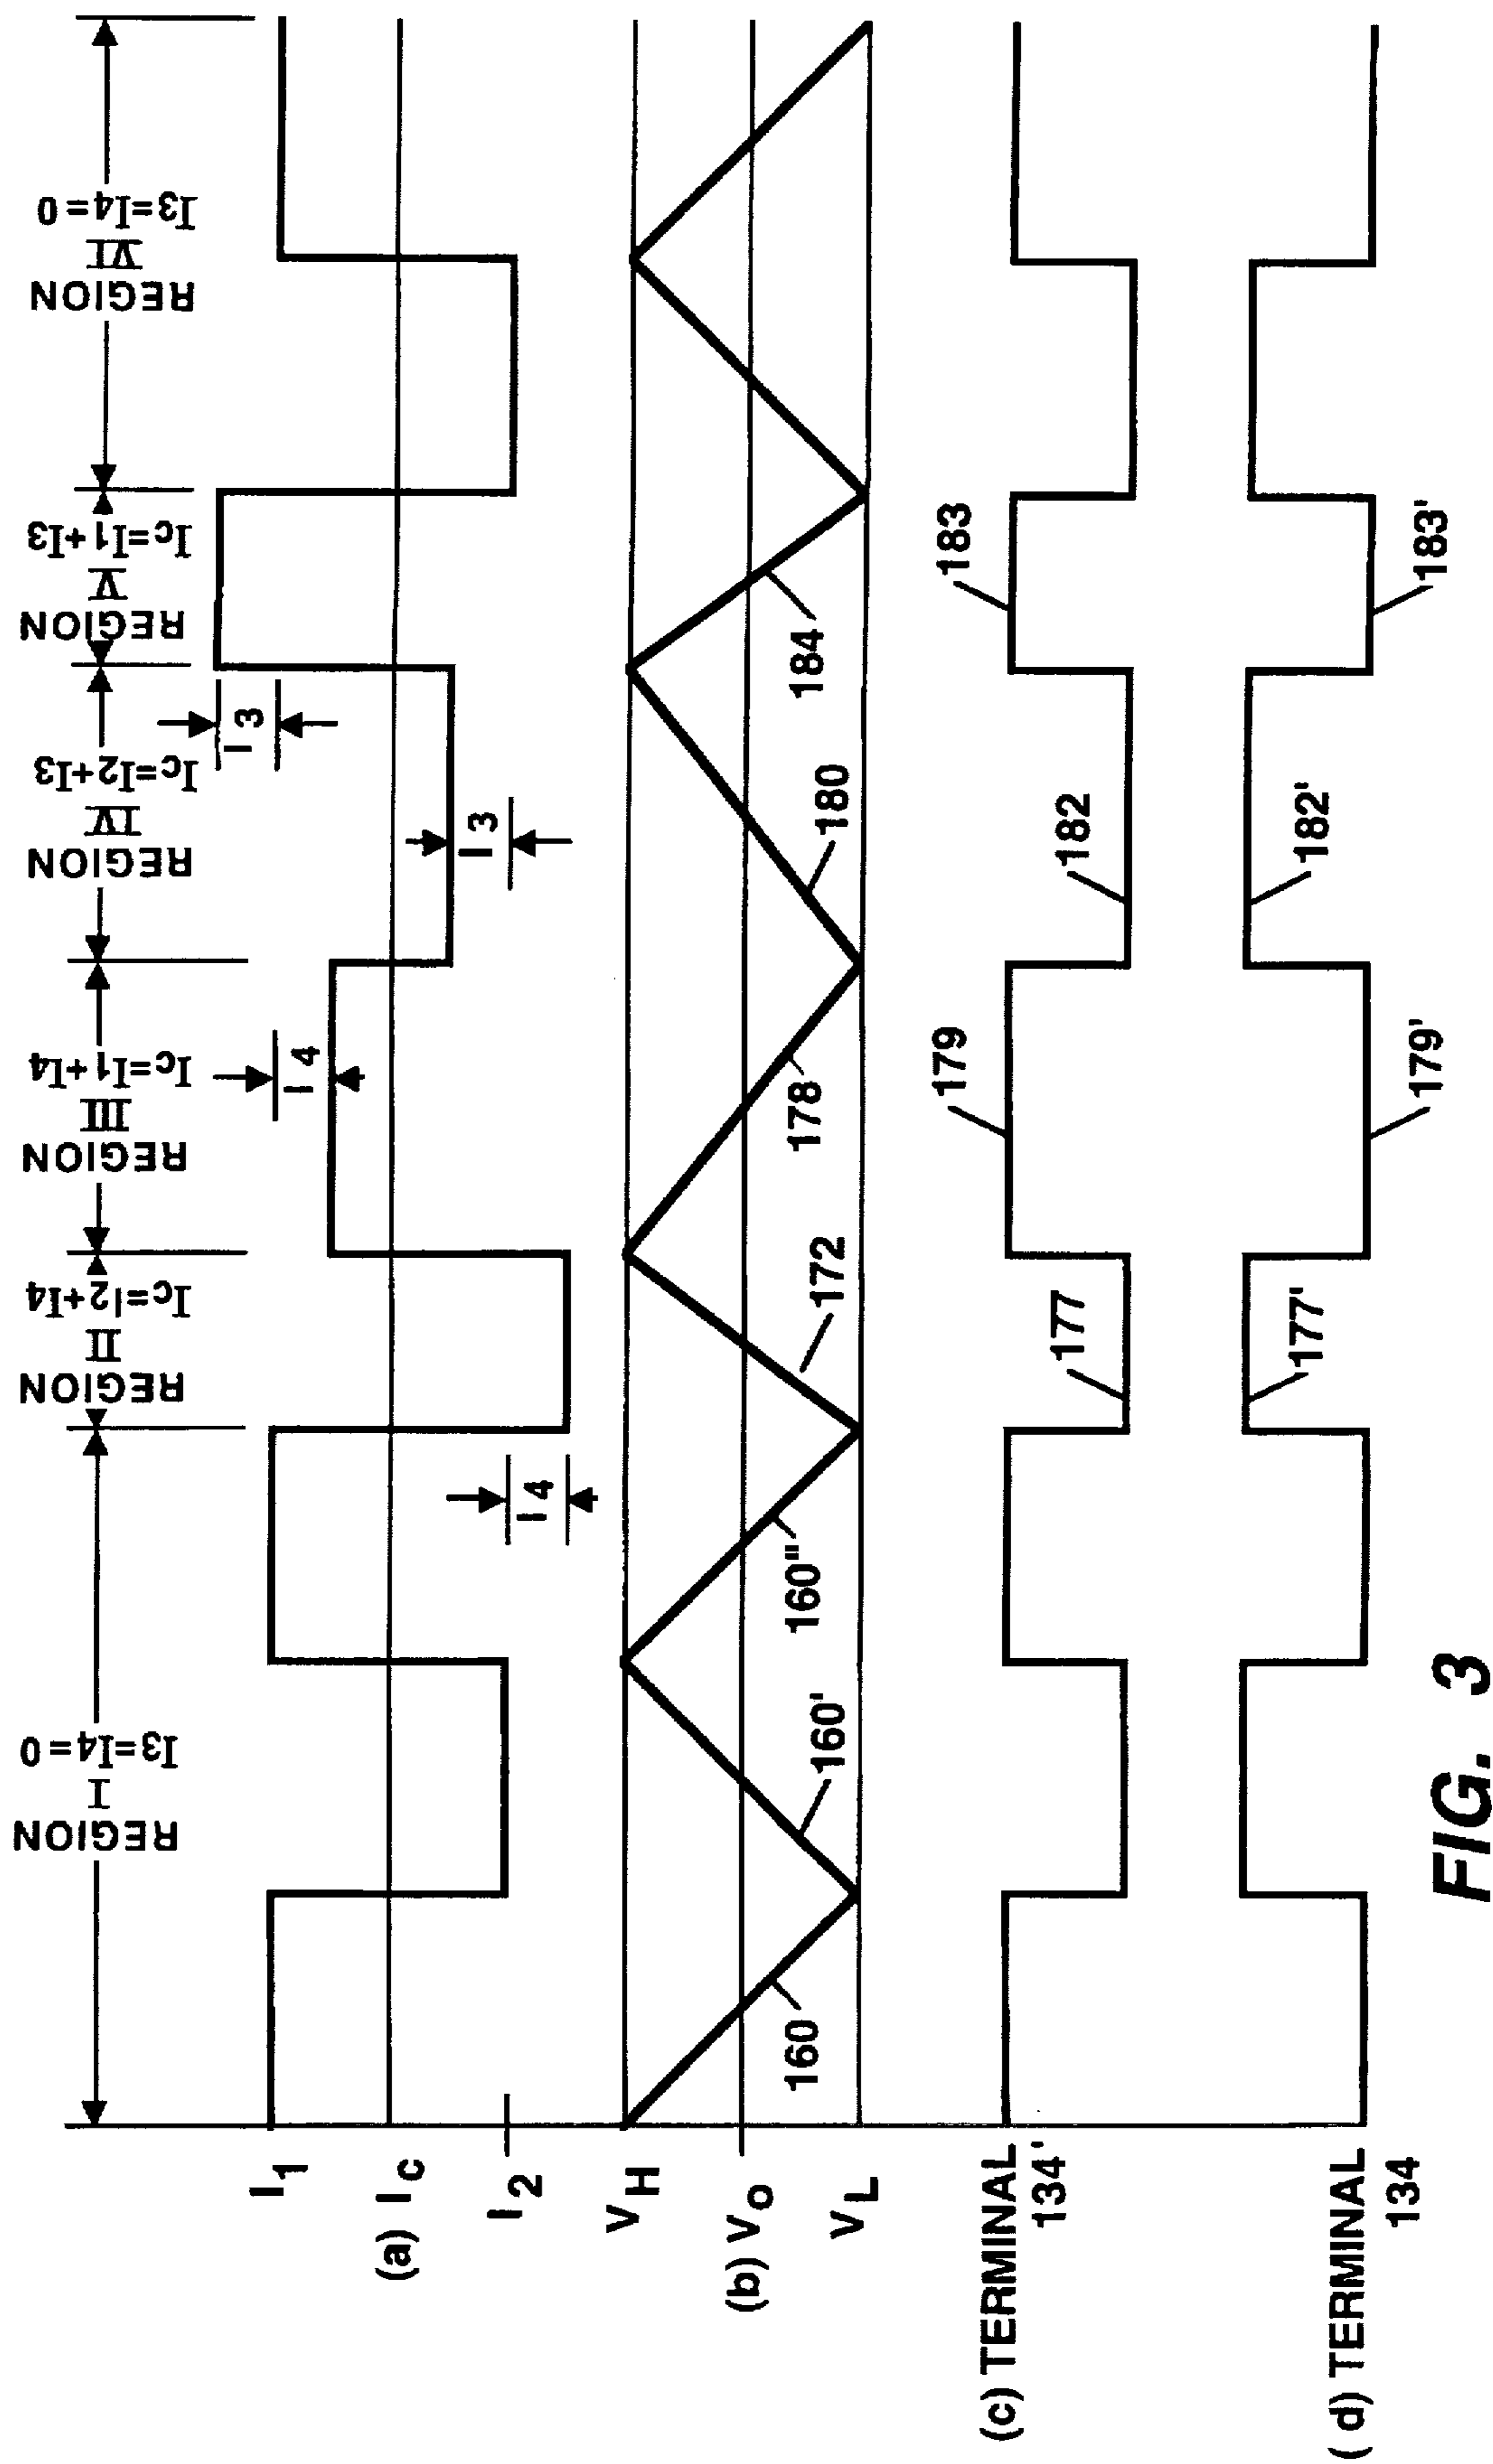 REGION
I
I3=I4=0
REGION
II
Ic=I2+I4
REGION
III
Ic=I1+I4
REGION
IV
Ic=I2+I3
REGION
V
Ic=I1+I3
REGION
VI
I3=I4=0
I1
(a) Ic
I2
I4
I4
I3
I3
VH
(b) VO
VL
160
160'
160"
172
178
180
184
(c) TERMINAL
134'
177
179
182
183
(d) TERMINAL
134
177'
179'
182'
183'
FIG. 3